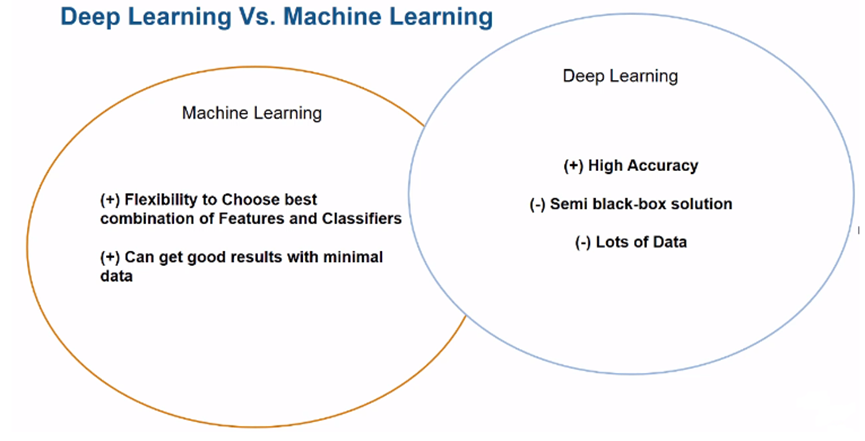 Deep Learning Vs. Machine Learning
Machine Learning
(+) Flexibility to Choose best
combination of Features and Classifiers
(+) Can get good results with minimal
data
Deep Learning
(+) High Accuracy
(-) Semi black-box solution
(-) Lots of Data